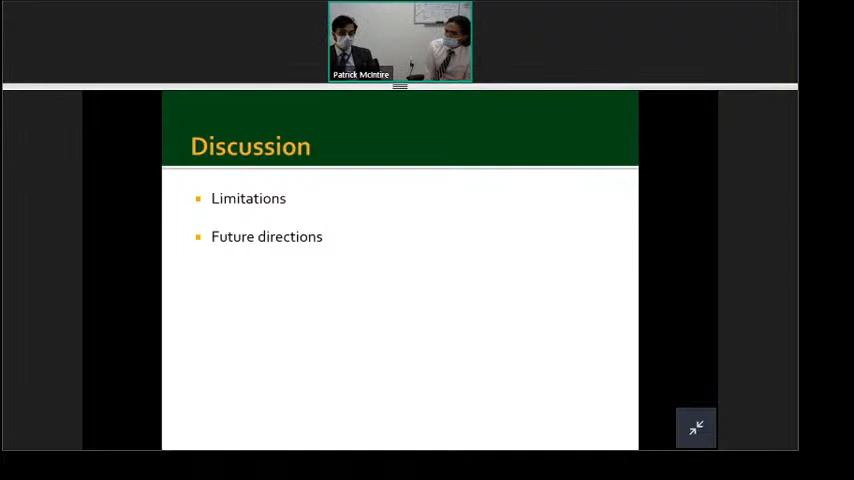 Patrick McIntire
Discussion
Limitations
Future directions